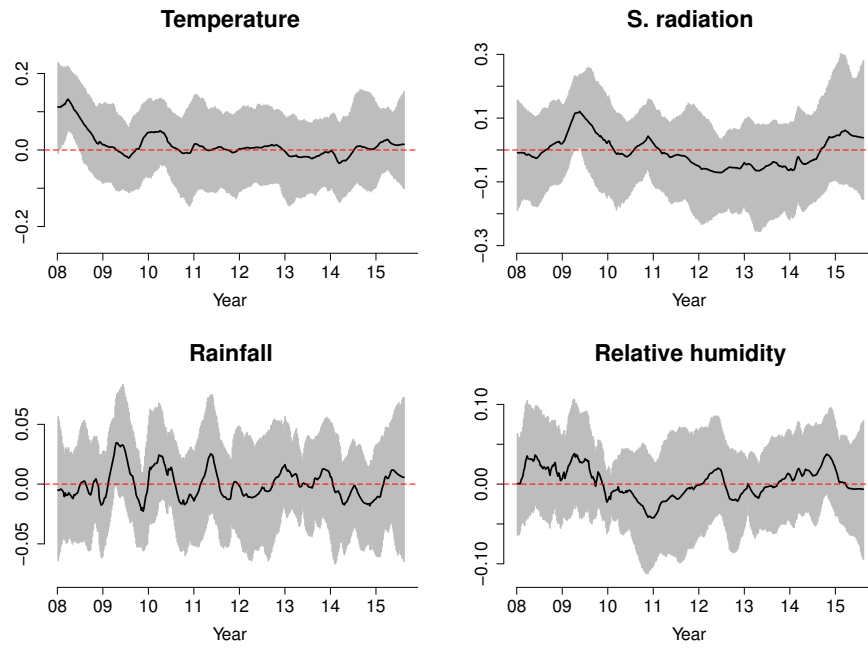 Temperature
0.2
0.0
−0.2
08 09 10 11 12 13 14 15
Year
S. radiation
0.3
0.1
−0.1
−0.3
08 09 10 11 12 13 14 15
Year
Rainfall
0.05
0.00
−0.05
08 09 10 11 12 13 14 15
Year
Relative humidity
0.10
0.00
−0.10
08 09 10 11 12 13 14 15
Year